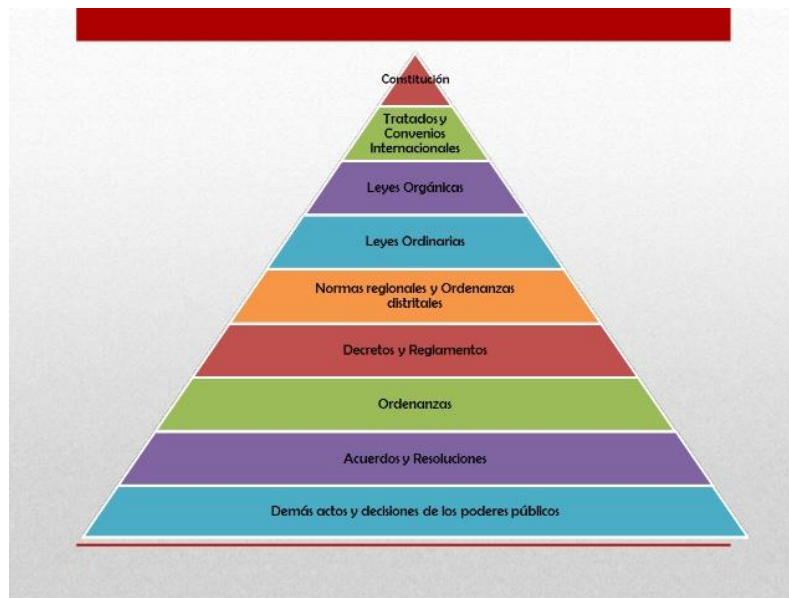 Constitución
Tratados y
Convenios
Internacionales
Leyes Orgánicas
Leyes Ordinarias
Normas regionales y Ordenanzas
distritales
Decretos y Reglamentos
Ordenanzas
Acuerdos y Resoluciones
Demás actos y decisiones de los poderes públicos